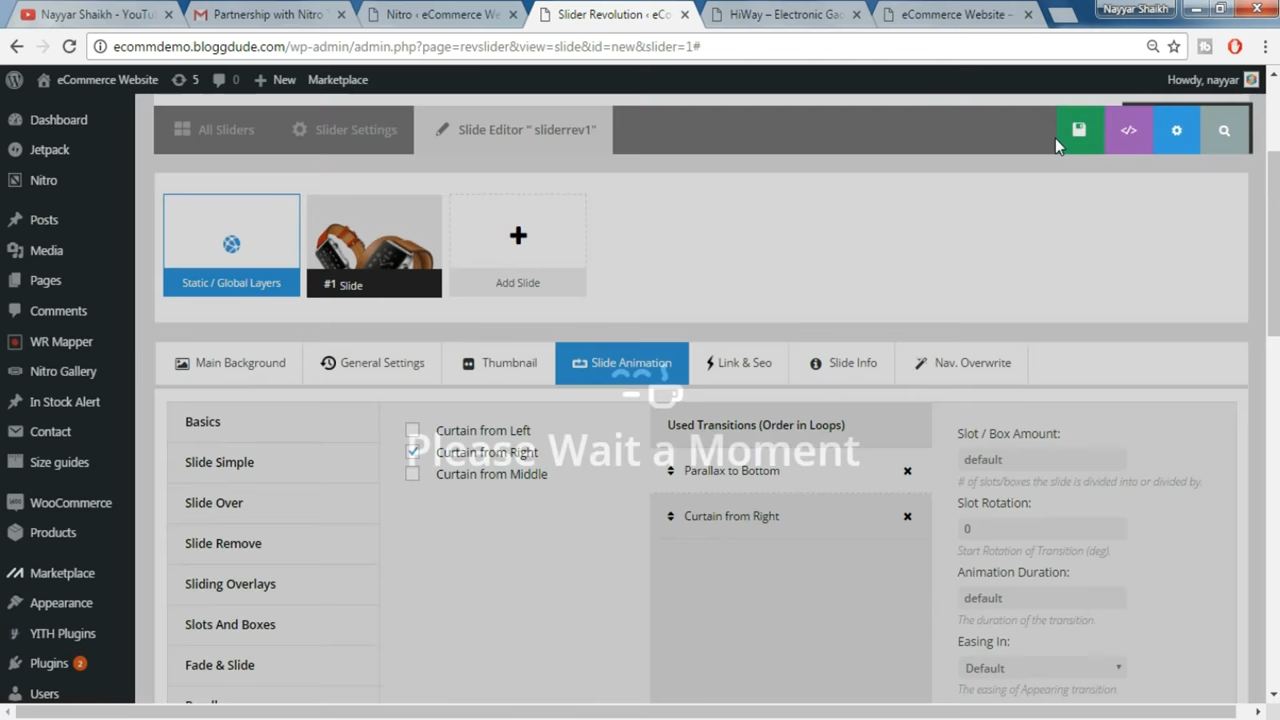 Nayyar Shaikh - YouTu
Partnership with Nitro
Nitro ‹ eCommerce We
Slider Revolution ‹ eCo
HiWay – Electronic Ga
eCommerce Website –
Nayyar Shaikh
ecommdemo.bloggdude.com/wp-admin/admin.php?page=revslider&view=slide&id=new&slider=1#
eCommerce Website
5
0
New
Marketplace
Howdy, nayyar
Dashboard
Jetpack
Nitro
Posts
Media
Pages
Comments
WR Mapper
Nitro Gallery
In Stock Alert
Contact
Size guides
WooCommerce
Products
Marketplace
Appearance
YITH Plugins
Plugins 2
Users
All Sliders
Slider Settings
Slide Editor " sliderrev1"
Static / Global Layers
#1 Slide
Add Slide
Main Background
General Settings
Thumbnail
Slide Animation
Link & Seo
Slide Info
Nav. Overwrite
Basics
Slide Simple
Slide Over
Slide Remove
Sliding Overlays
Slots And Boxes
Fade & Slide
Curtain from Left
Curtain from Right
Curtain from Middle
Please Wait a Moment
Used Transitions (Order in Loops)
Parallax to Bottom
Curtain from Right
Slot / Box Amount:
default
# of slots/boxes the slide is divided into or divided by.
Slot Rotation:
0
Start Rotation of Transition (deg).
Animation Duration:
default
The duration of the transition.
Easing In:
Default
The easing of Appearing transition.